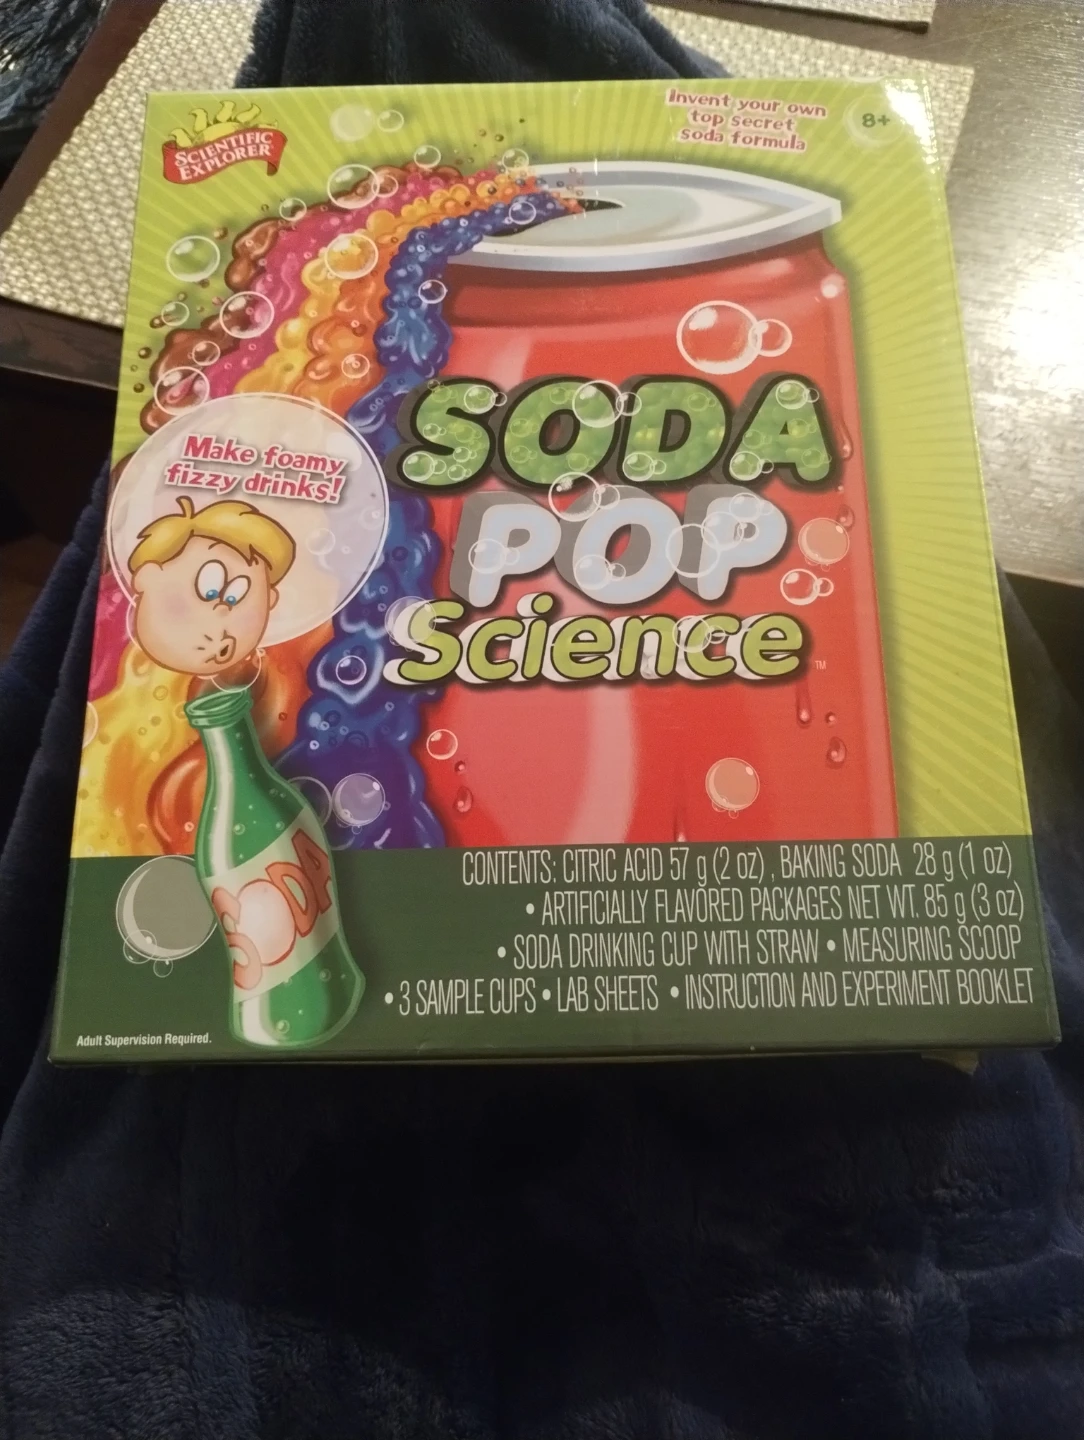 SCIENTIFIC
EXPLORER
Invent your own
top secret
soda formula
8+
Make foamy
fizzy drinks!
SODA
POP
Science™
SODA
CONTENTS: CITRIC ACID 57 g (2 oz) , BAKING SODA 28 g (1 oz)
• ARTIFICIALLY FLAVORED PACKAGES NET WT. 85 g (3 oz)
• SODA DRINKING CUP WITH STRAW • MEASURING SCOOP
• 3 SAMPLE CUPS • LAB SHEETS • INSTRUCTION AND EXPERIMENT BOOKLET
Adult Supervision Required.